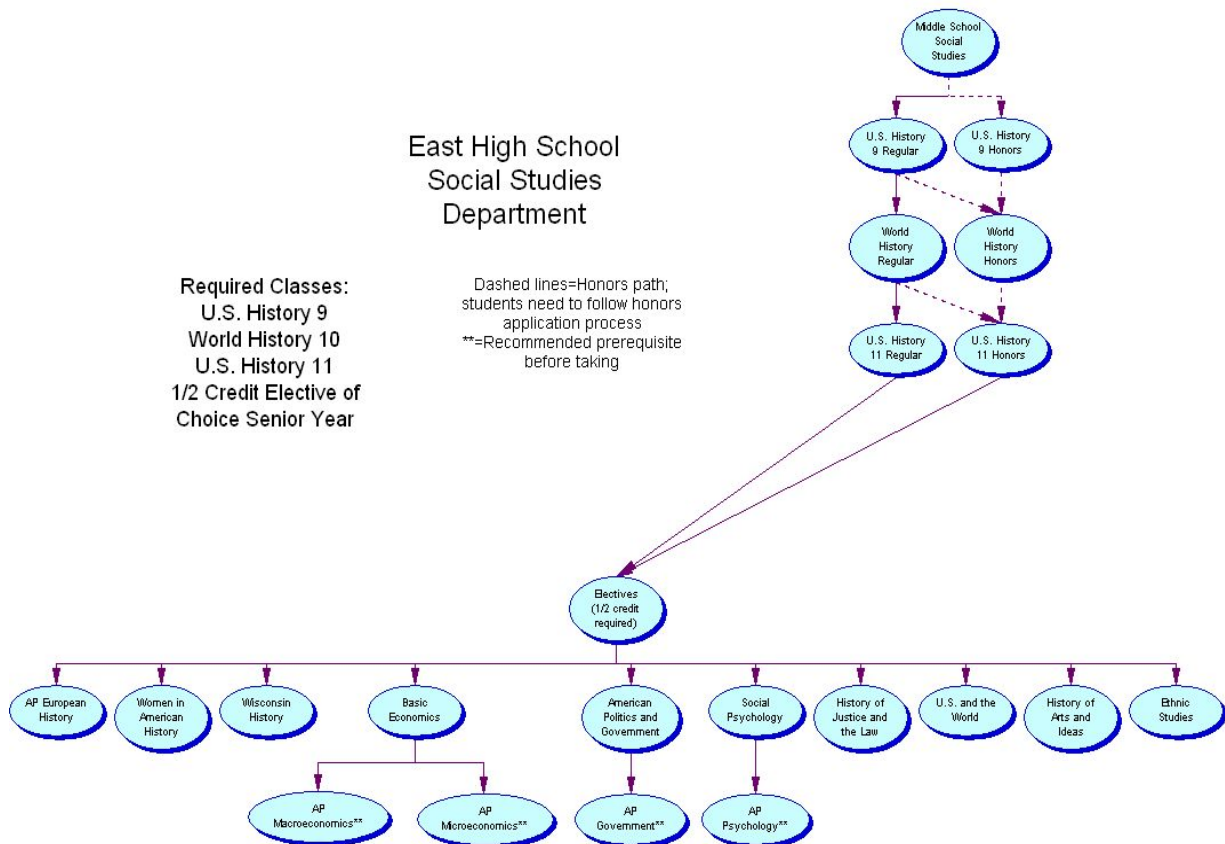 Middle School
Social
Studies
U.S. History
9 Regular
U.S. History
9 Honors
East High School
Social Studies
Department
World
History
Regular
World
History
Honors
Required Classes:
U.S. History 9
World History 10
U.S. History 11
1/2 Credit Elective of
Choice Senior Year
Dashed lines=Honors path;
students need to follow honors
application process
**=Recommended prerequisite
before taking
U.S. History
11 Regular
U.S. History
11 Honors
Electives
(1/2 credit
required)
AP European
History
Women in
American
History
Wisconsin
History
Basic
Economics
American
Politics and
Government
Social
Psychology
History of
Justice and
the Law
U.S. and the
World
History of
Arts and
Ideas
Ethnic
Studies
AP
Macroeconomics**
AP
Microeconomics**
AP
Government**
AP
Psychology**